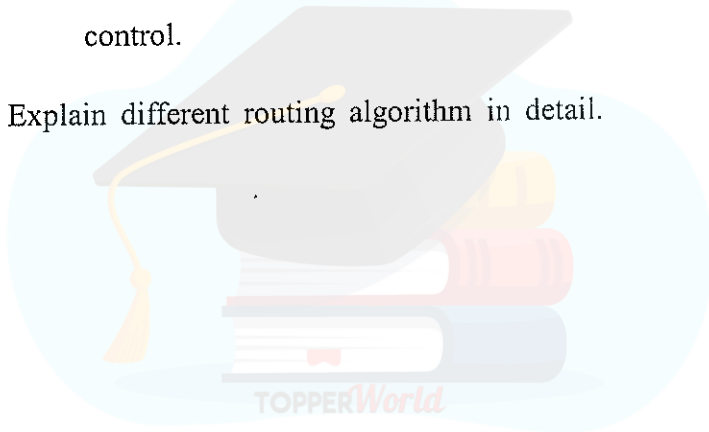 control.
Explain different routing algorithm in detail.
TOPPERWorld